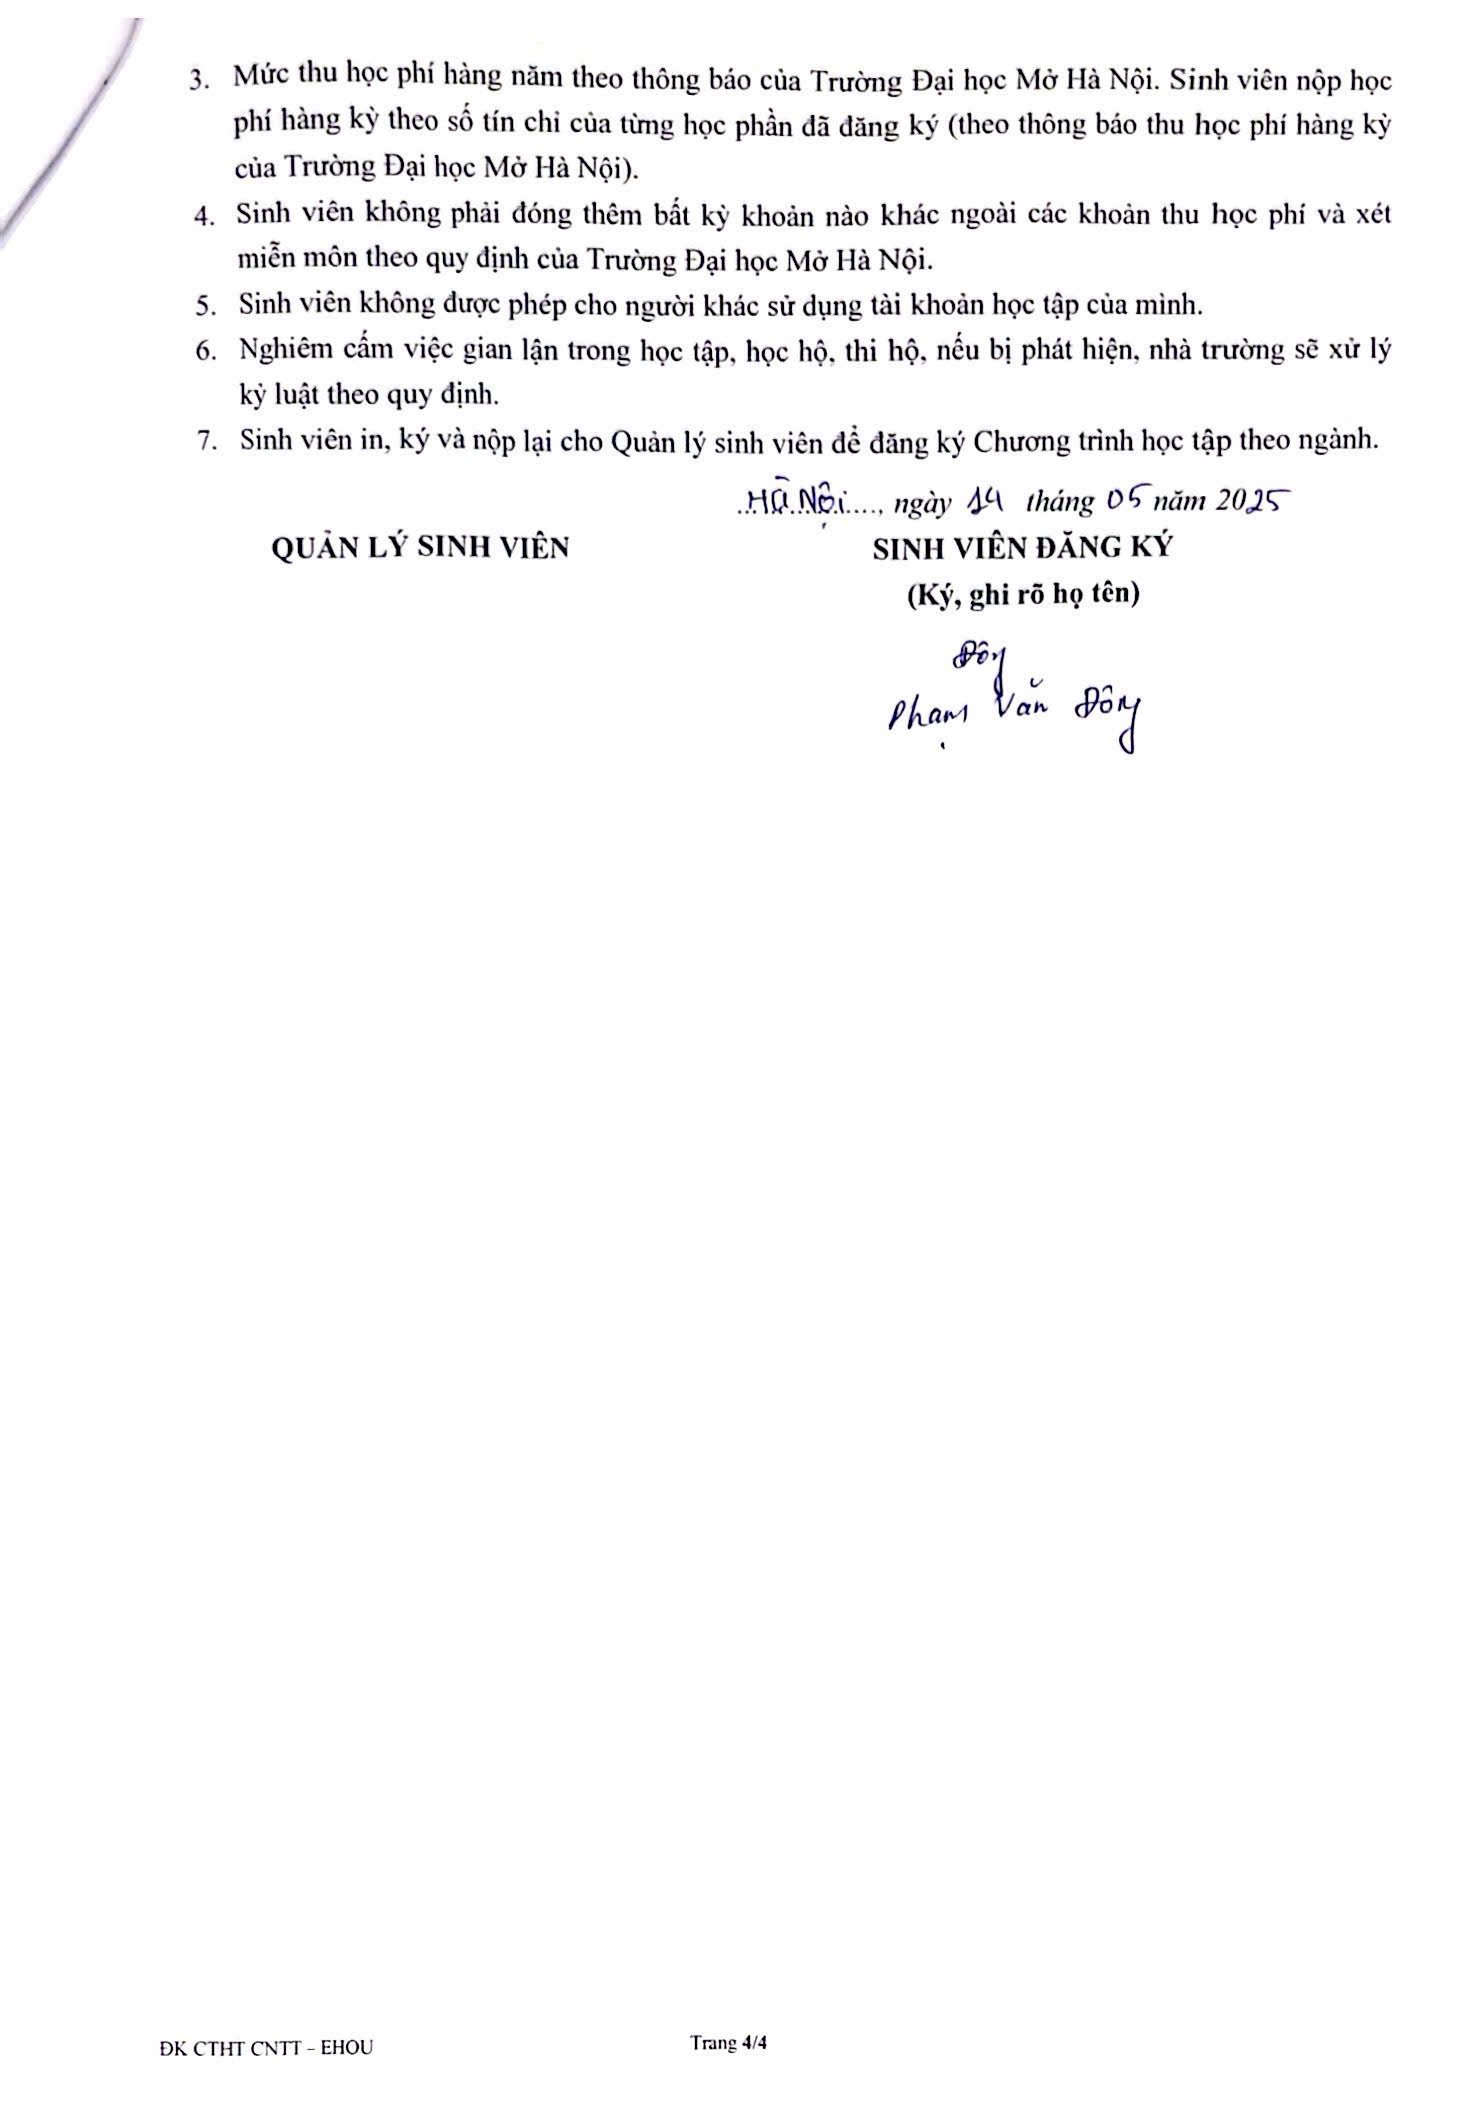 3. Mức thu học phí hàng năm theo thông báo của Trường Đại học Mở Hà Nội. Sinh viên nộp học
phí hàng kỳ theo số tín chỉ của từng học phần đã đăng ký (theo thông báo thu học phí hàng kỳ
của Trường Đại học Mở Hà Nội).
4. Sinh viên không phải đóng thêm bất kỳ khoản nào khác ngoài các khoản thu học phí và xét
miễn môn theo quy định của Trường Đại học Mở Hà Nội.
5. Sinh viên không được phép cho người khác sử dụng tài khoản học tập của mình.
6. Nghiêm cấm việc gian lận trong học tập, học hộ, thi hộ, nếu bị phát hiện, nhà trường sẽ xử lý
kỷ luật theo quy định.
7. Sinh viên in, ký và nộp lại cho Quản lý sinh viên để đăng ký Chương trình học tập theo ngành.
Hà Nội, ngày 14 tháng 05 năm 2025
QUẢN LÝ SINH VIÊN SINH VIÊN ĐĂNG KÝ
(Ký, ghi rõ họ tên)
Đông
Phạm Văn Đông
ĐK CTHT CNTT – EHOU Trang 4/4